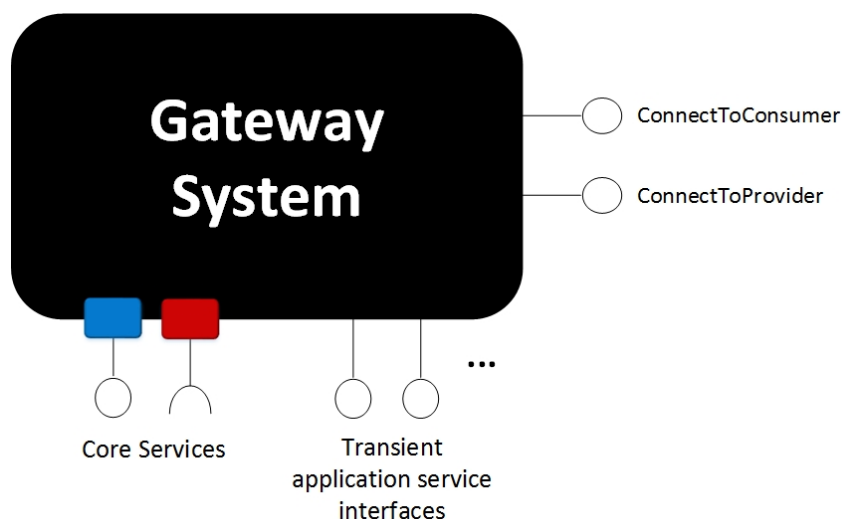 Gateway
System
ConnectToConsumer
ConnectToProvider
...
Core Services
Transient
application service
interfaces